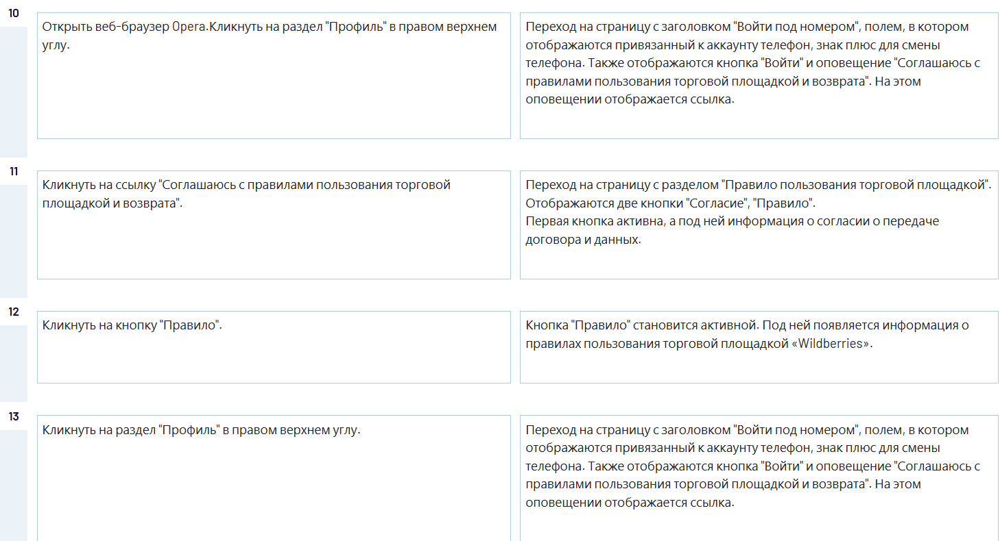 10
Открыть веб-браузер Opera.Кликнуть на раздел "Профиль" в правом верхнем
углу.
Переход на страницу с заголовком "Войти под номером", полем, в котором
отображаются привязанный к аккаунту телефон, знак плюс для смены
телефона. Также отображаются кнопка "Войти" и оповещение "Соглашаюсь с
правилами пользования торговой площадкой и возврата". На этом
оповещении отображается ссылка.
11
Кликнуть на ссылку "Соглашаюсь с правилами пользования торговой
площадкой и возврата".
Переход на страницу с разделом "Правило пользования торговой площадкой".
Отображаются две кнопки "Согласие", "Правило".
Первая кнопка активна, а под ней информация о согласии о передаче
договора и данных.
12
Кликнуть на кнопку "Правило".
Кнопка "Правило" становится активной. Под ней появляется информация о
правилах пользования торговой площадкой «Wildberries».
13
Кликнуть на раздел "Профиль" в правом верхнем углу.
Переход на страницу с заголовком "Войти под номером", полем, в котором
отображаются привязанный к аккаунту телефон, знак плюс для смены
телефона. Также отображаются кнопка "Войти" и оповещение "Соглашаюсь с
правилами пользования торговой площадкой и возврата". На этом
оповещении отображается ссылка.